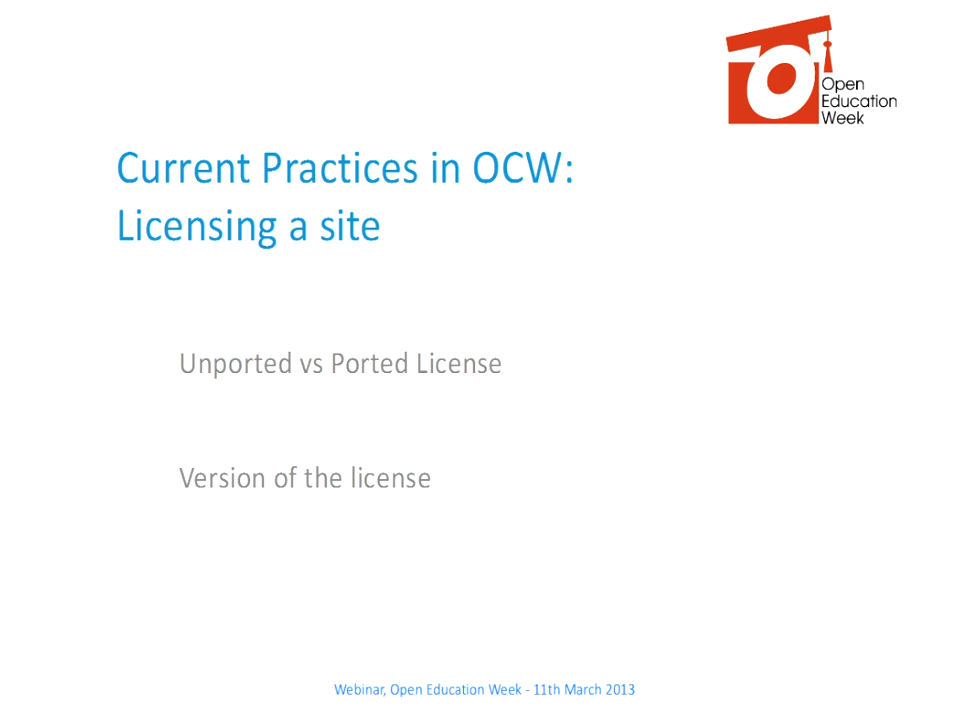 Open
Education
Week
Current Practices in OCW:
Licensing a site
Unported vs Ported License
Version of the license
Webinar, Open Education Week - 11th March 2013